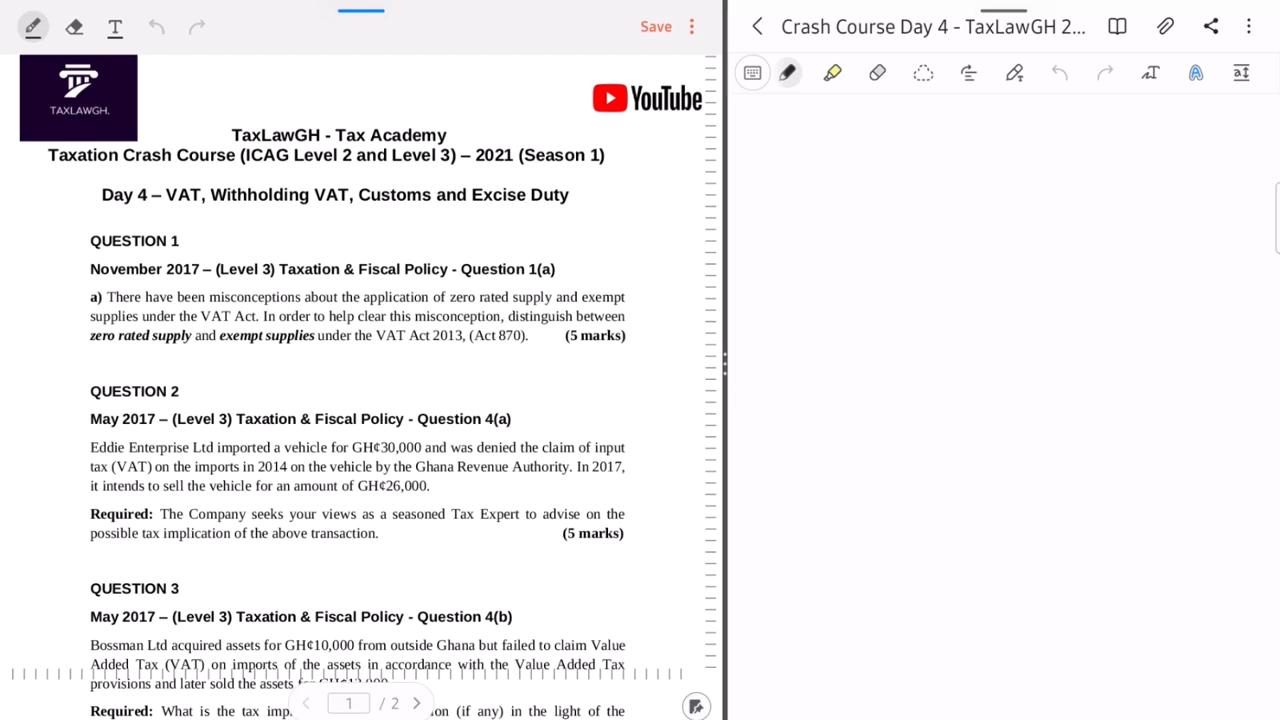 Save
Crash Course Day 4 - TaxLawGH 2...
TAXLAWGH.
YouTube
TaxLawGH - Tax Academy
Taxation Crash Course (ICAG Level 2 and Level 3) – 2021 (Season 1)
Day 4 – VAT, Withholding VAT, Customs and Excise Duty
QUESTION 1
November 2017 – (Level 3) Taxation & Fiscal Policy - Question 1(a)
a) There have been misconceptions about the application of zero rated supply and exempt
supplies under the VAT Act. In order to help clear this misconception, distinguish between
zero rated supply and exempt supplies under the VAT Act 2013, (Act 870). (5 marks)
QUESTION 2
May 2017 – (Level 3) Taxation & Fiscal Policy - Question 4(a)
Eddie Enterprise Ltd imported a vehicle for GH¢30,000 and was denied the claim of input
tax (VAT) on the imports in 2014 on the vehicle by the Ghana Revenue Authority. In 2017,
it intends to sell the vehicle for an amount of GH¢26,000.
Required: The Company seeks your views as a seasoned Tax Expert to advise on the
possible tax implication of the above transaction. (5 marks)
QUESTION 3
May 2017 – (Level 3) Taxation & Fiscal Policy - Question 4(b)
Bossman Ltd acquired assets for GH¢10,000 from outside Ghana but failed to claim Value
Added Tax (VAT) on imports of the assets in accordance with the Value Added Tax
provisions and later sold the assets
Required: What is the tax (if any) in the light of the
1 / 2